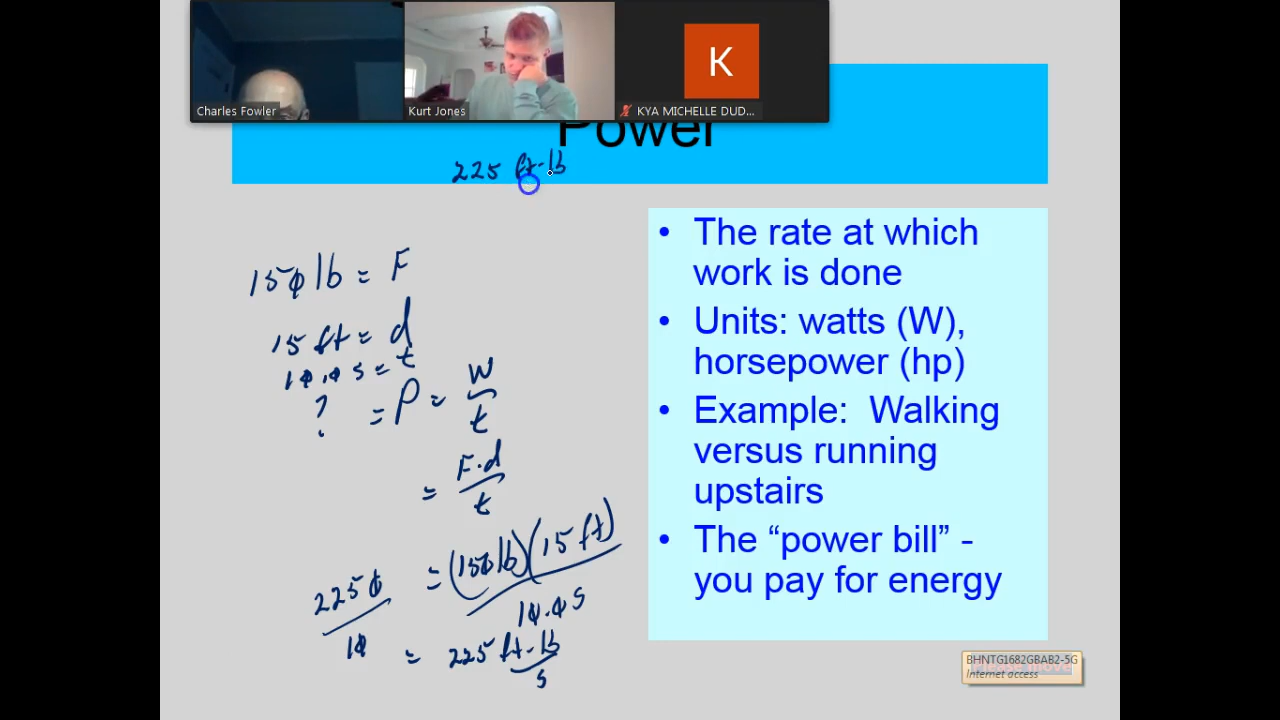 K
Charles Fowler
Kurt Jones
KYA MICHELLE DUD...
Power
225 ft-lb
150 lb = F
15 ft = d
10.0 s = t
? = P = W/t
= F·d/t
= (150 lb)(15 ft)/10.0 s
2250/10
= 225 ft-lb/s
• The rate at which
work is done
• Units: watts (W),
horsepower (hp)
• Example: Walking
versus running
upstairs
• The “power bill” -
you pay for energy
BHNTG1682GBAB2-5G
Internet access